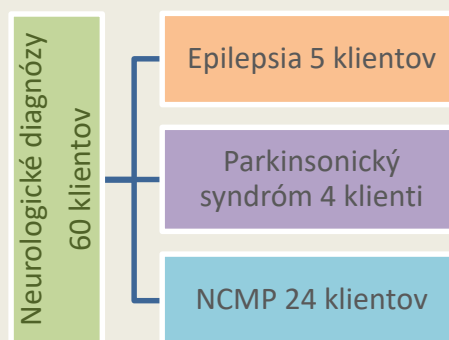 Neurologické diagnózy
60 klientov
Epilepsia 5 klientov
Parkinsonický
syndróm 4 klienti
NCMP 24 klientov